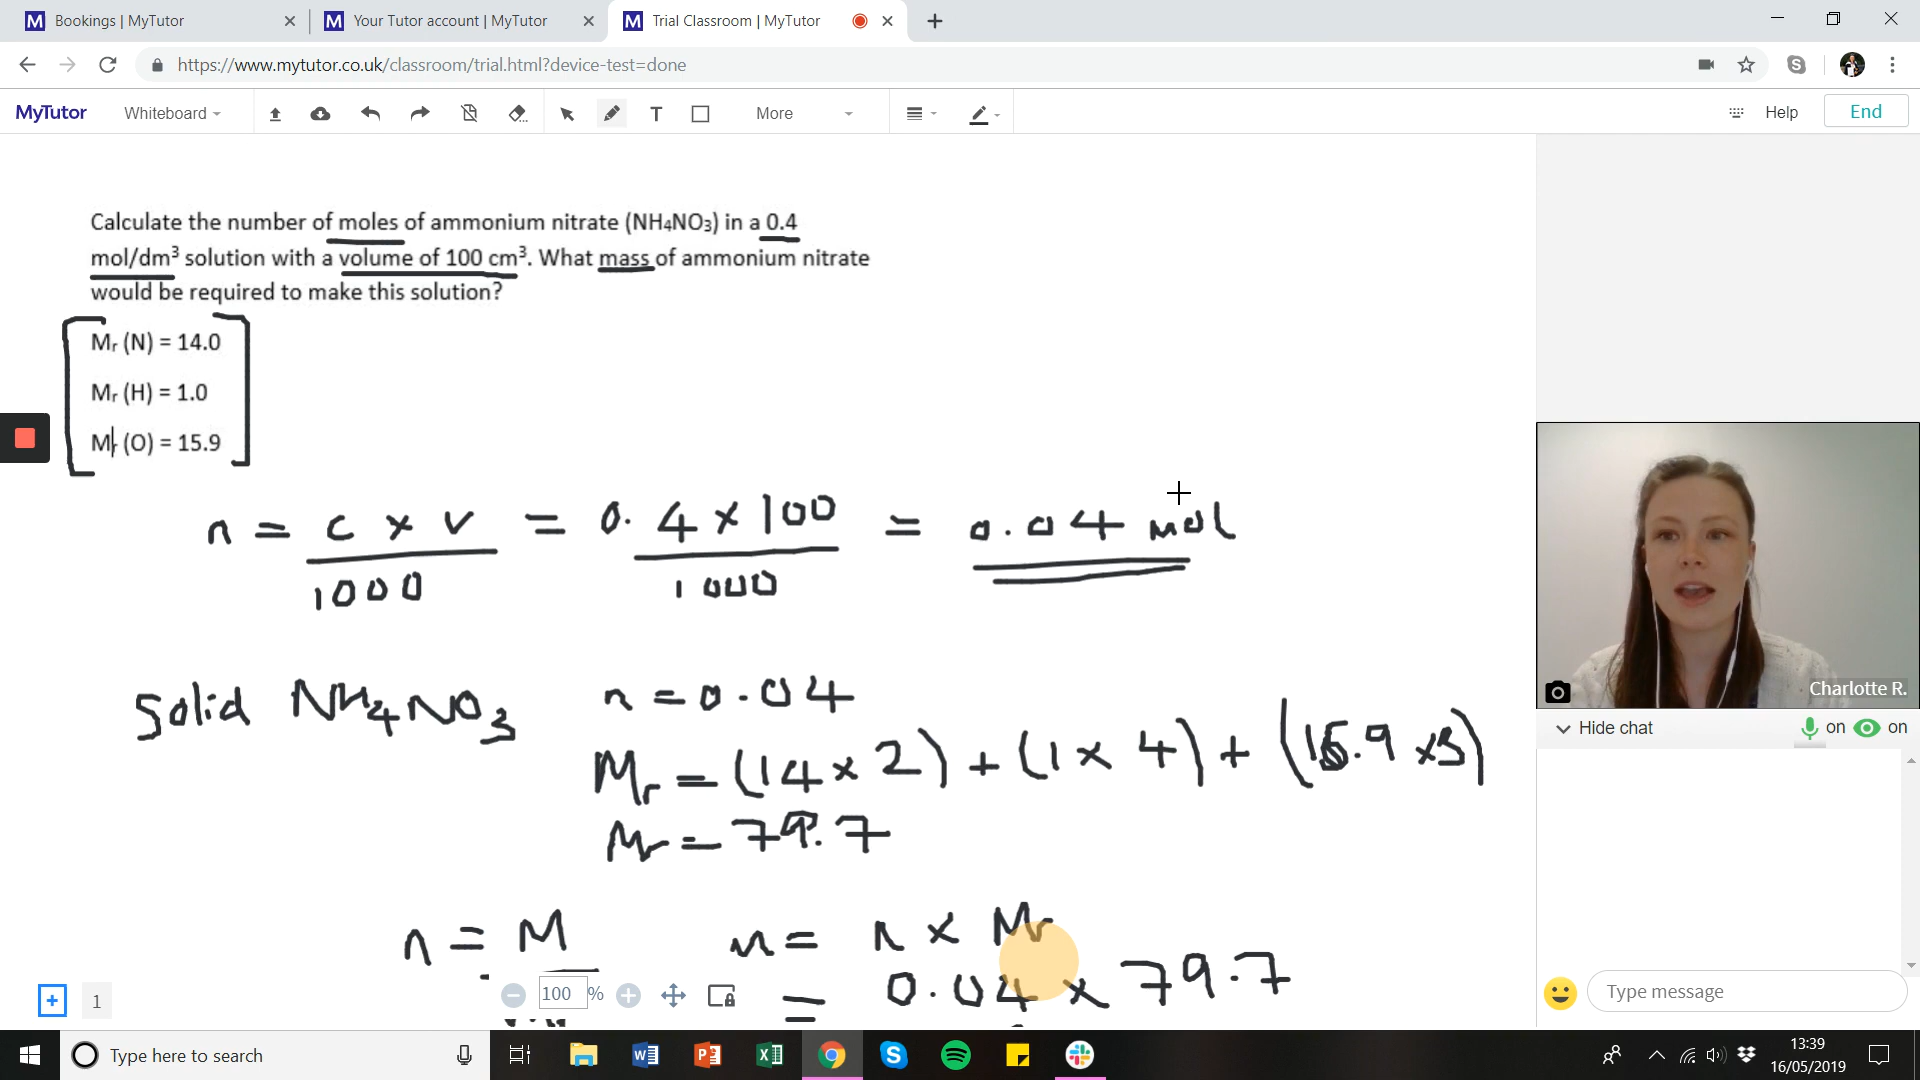 Bookings | MyTutor
Your Tutor account | MyTutor
Trial Classroom | MyTutor
https://www.mytutor.co.uk/classroom/trial.html?device-test=done
MyTutor Whiteboard T More Help End
Calculate the number of moles of ammonium nitrate (NH4NO3) in a 0.4
mol/dm³ solution with a volume of 100 cm³. What mass of ammonium nitrate
would be required to make this solution?
Mr (N) = 14.0
Mr (H) = 1.0
Mr (O) = 15.9
n = c x v = 0.4 x 100 = 0.04 mol
1000 1000
Solid NH4NO3 n = 0.04
Mr = (14 x 2) + (1 x 4) + (15.9 x3)
Mr = 79.7
n = M m = n x Mr
= 0.04 x 79.7
Charlotte R.
Hide chat on on
Type message
1
100 %
Type here to search
13:39
16/05/2019